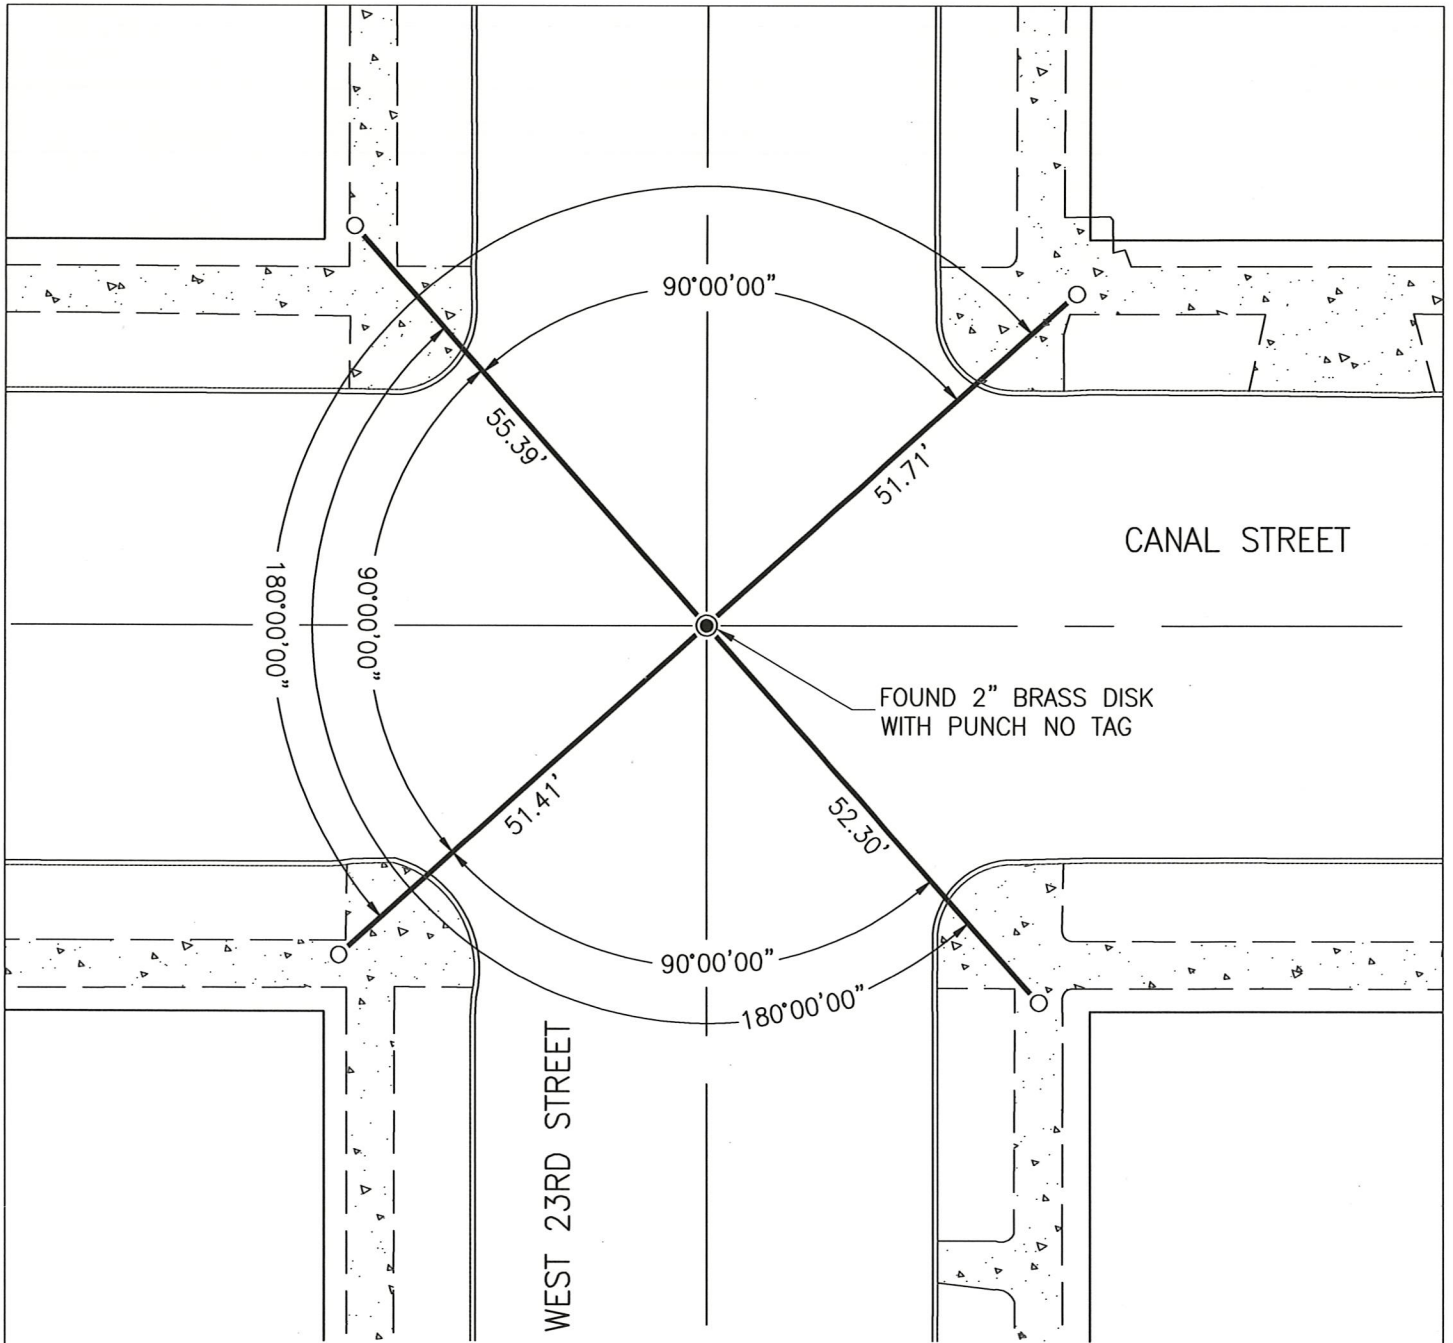 90°00'00"
55.39'
51.71'
CANAL STREET
180°00'00"
90°00'00"
FOUND 2" BRASS DISK
WITH PUNCH NO TAG
51.41'
52.30'
90°00'00"
180°00'00"
WEST 23RD STREET